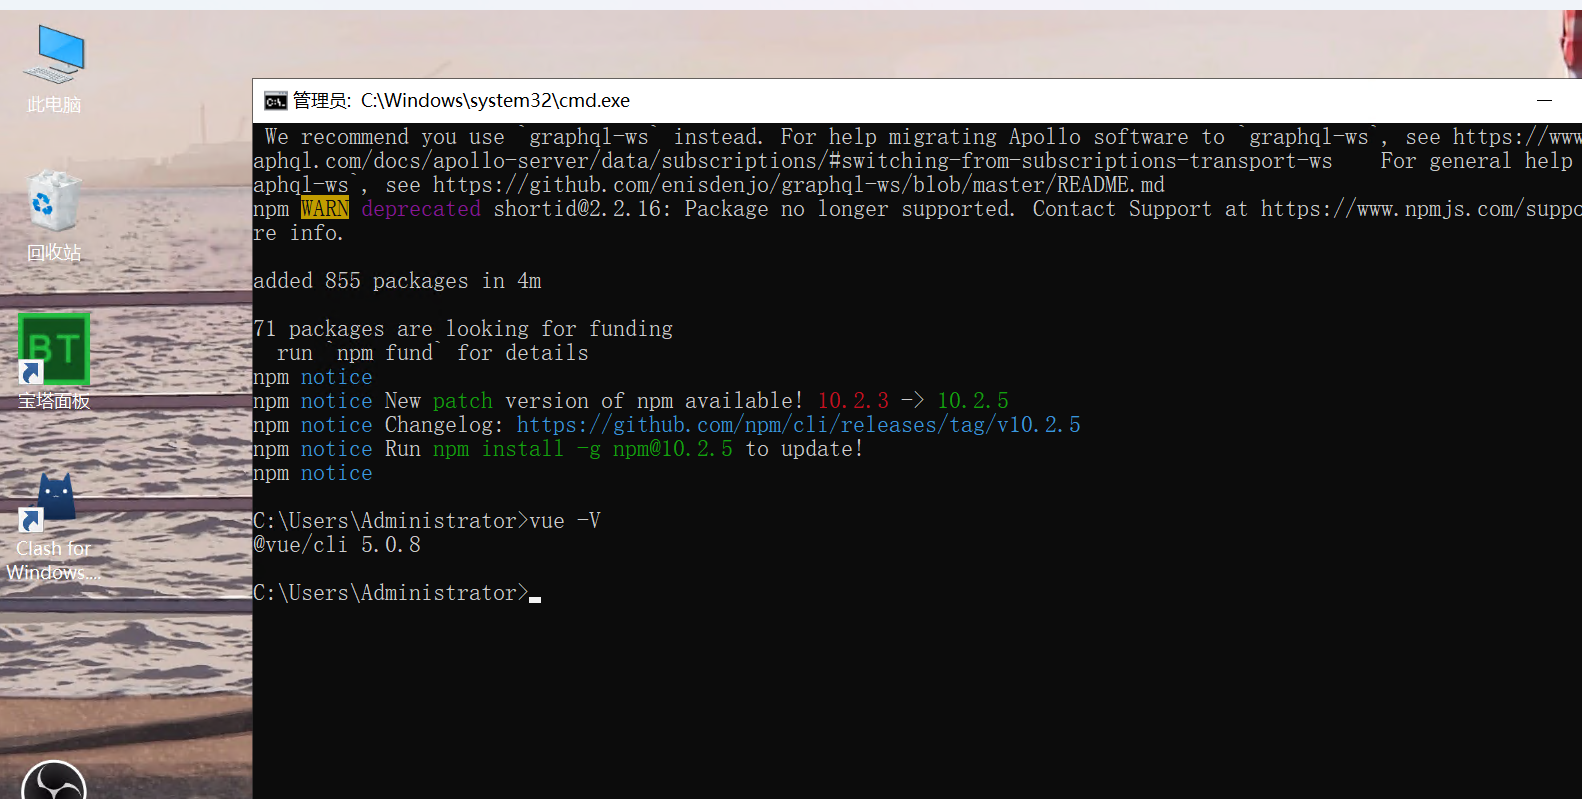 此电脑
回收站
BT
宝塔面板
Clash for
Windows....
管理员: C:\Windows\system32\cmd.exe
We recommend you use `graphql-ws` instead. For help migrating Apollo software to `graphql-ws`, see https://www
aphql.com/docs/apollo-server/data/subscriptions/#switching-from-subscriptions-transport-ws    For general help
aphql-ws`, see https://github.com/enisdenjo/graphql-ws/blob/master/README.md
npm WARN deprecated shortid@2.2.16: Package no longer supported. Contact Support at https://www.npmjs.com/suppo
re info.
added 855 packages in 4m
71 packages are looking for funding
  run `npm fund` for details
npm notice
npm notice New patch version of npm available! 10.2.3 -> 10.2.5
npm notice Changelog: https://github.com/npm/cli/releases/tag/v10.2.5
npm notice Run npm install -g npm@10.2.5 to update!
npm notice
C:\Users\Administrator>vue -V
@vue/cli 5.0.8
C:\Users\Administrator>